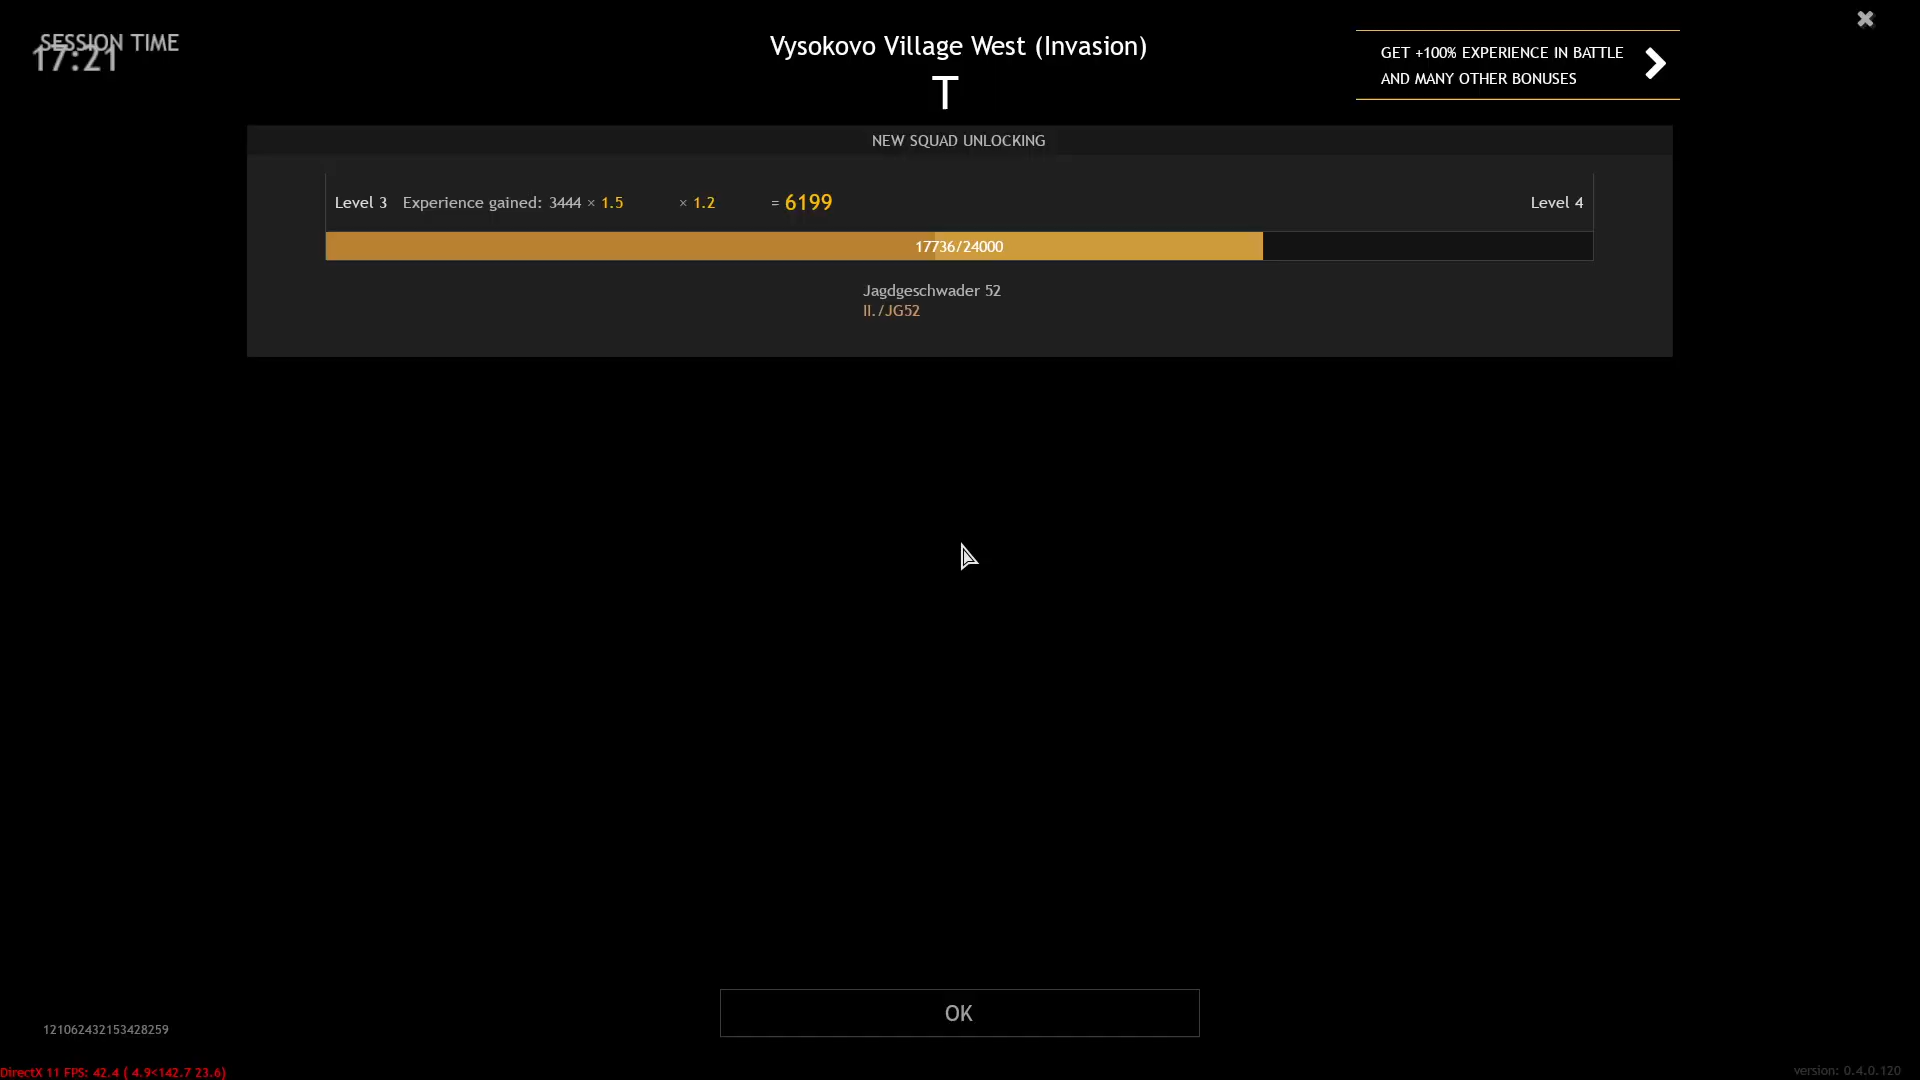 SESSION TIME
17:21
Vysokovo Village West (Invasion)
T
GET +100% EXPERIENCE IN BATTLE
AND MANY OTHER BONUSES
NEW SQUAD UNLOCKING
Level 3 Experience gained: 3444 × 1.5 × 1.2 = 6199 Level 4
17736/24000
Jagdgeschwader 52
II./JG52
OK
121062432153428259
DirectX 11 FPS: 42.4 ( 4.9<142.7 23.6)
version: 0.4.0.120